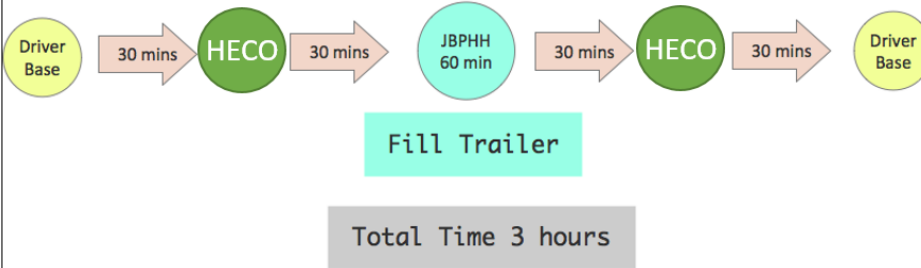 Driver
Base
30 mins
HECO
30 mins
JBPHH
60 min
30 mins
HECO
30 mins
Driver
Base
Fill Trailer
Total Time 3 hours